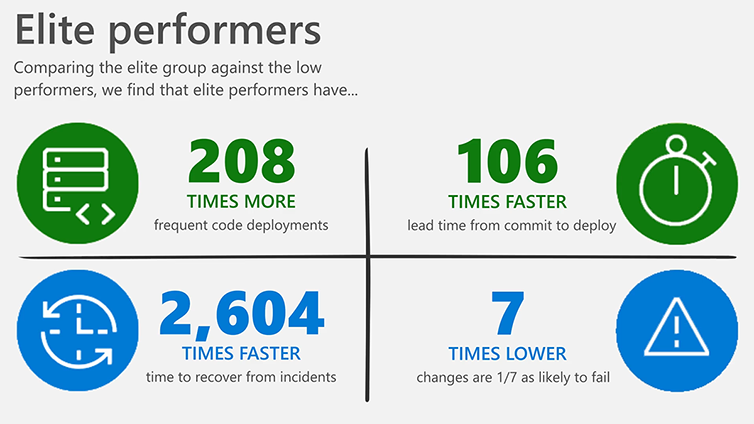 Elite performers
Comparing the elite group against the low
performers, we find that elite performers have...
208
TIMES MORE
frequent code deployments
106
TIMES FASTER
lead time from commit to deploy
2,604
TIMES FASTER
time to recover from incidents
7
TIMES LOWER
changes are 1/7 as likely to fail